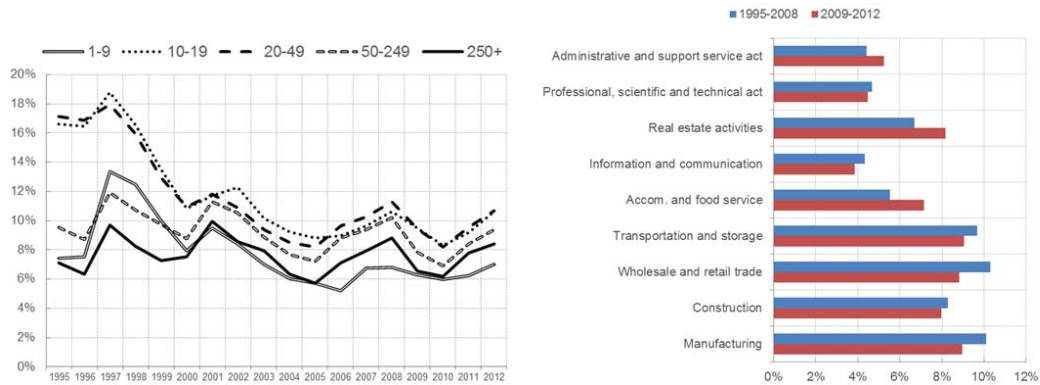 1-9 10-19 20-49 50-249 250+
20%
18%
16%
14%
12%
10%
8%
6%
4%
2%
0%
1995 1996 1997 1998 1999 2000 2001 2002 2003 2004 2005 2006 2007 2008 2009 2010 2011 2012
1995-2008 2009-2012
Administrative and support service act
Professional, scientific and technical act
Real estate activities
Information and communication
Accom. and food service
Transportation and storage
Wholesale and retail trade
Construction
Manufacturing
0% 2% 4% 6% 8% 10% 12%